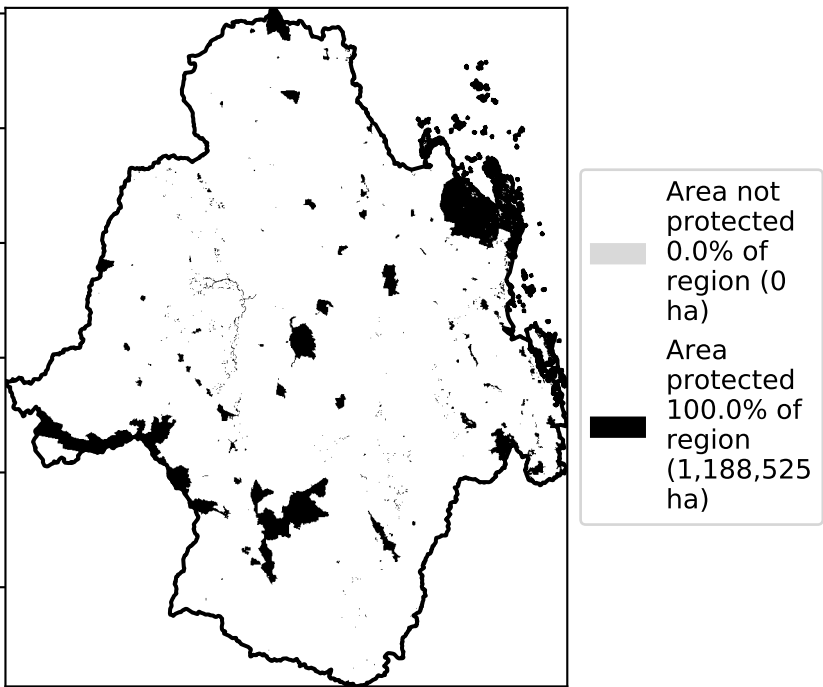 Area not
protected
0.0% of
region (0
ha)
Area
protected
100.0% of
region
(1,188,525
ha)